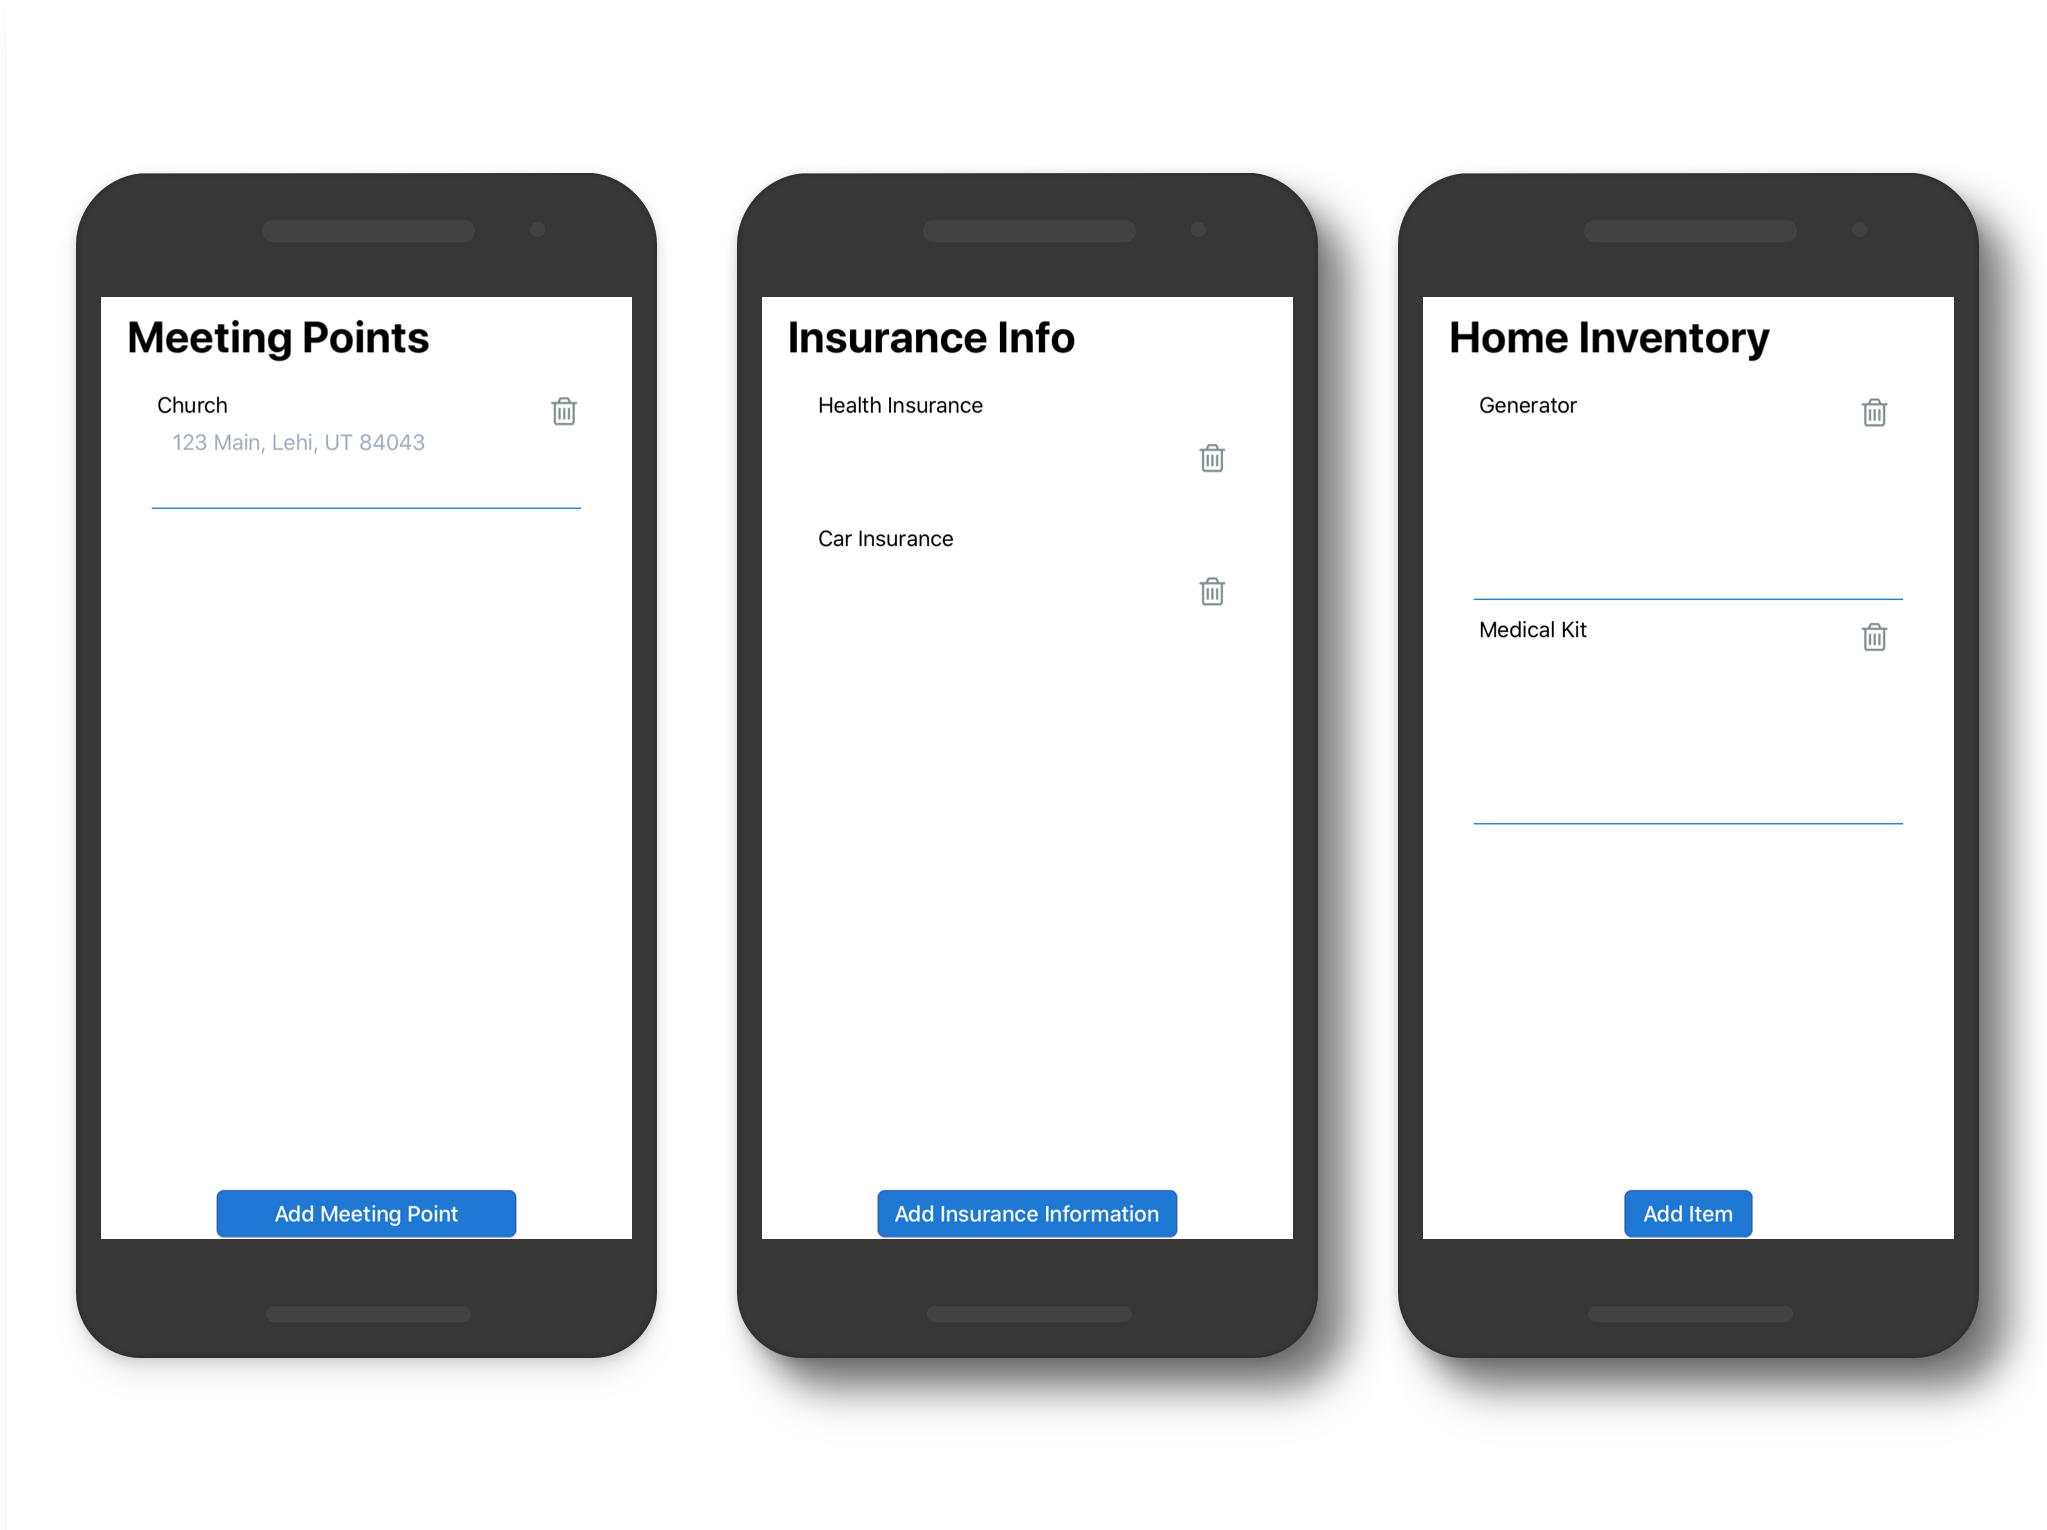 Meeting Points
Church
123 Main, Lehi, UT 84043
Add Meeting Point
Insurance Info
Health Insurance
Car Insurance
Add Insurance Information
Home Inventory
Generator
Medical Kit
Add Item